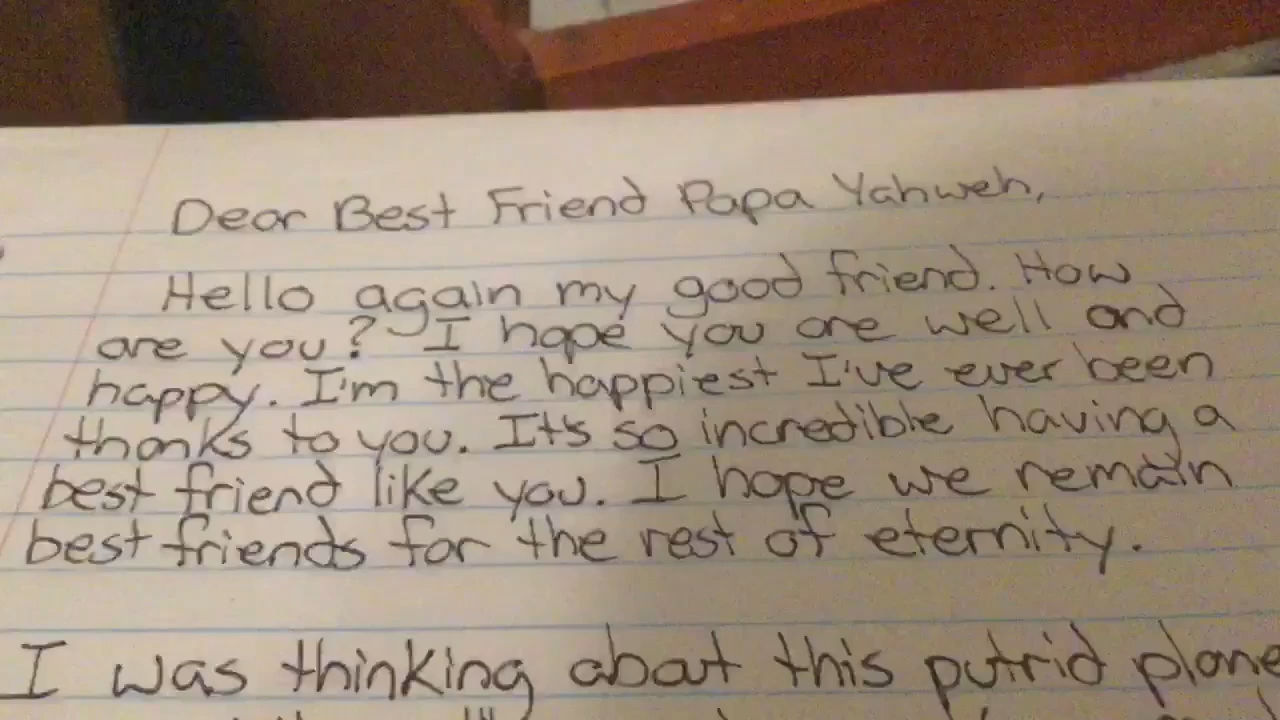 Dear Best Friend Papa Yahweh,
Hello again my good friend. How
are you? I hope you are well and
happy. I'm the happiest I've ever been
thanks to you. It's so incredible having a
best friend like you. I hope we remain
best friends for the rest of eternity.
I was thinking about this putrid plane